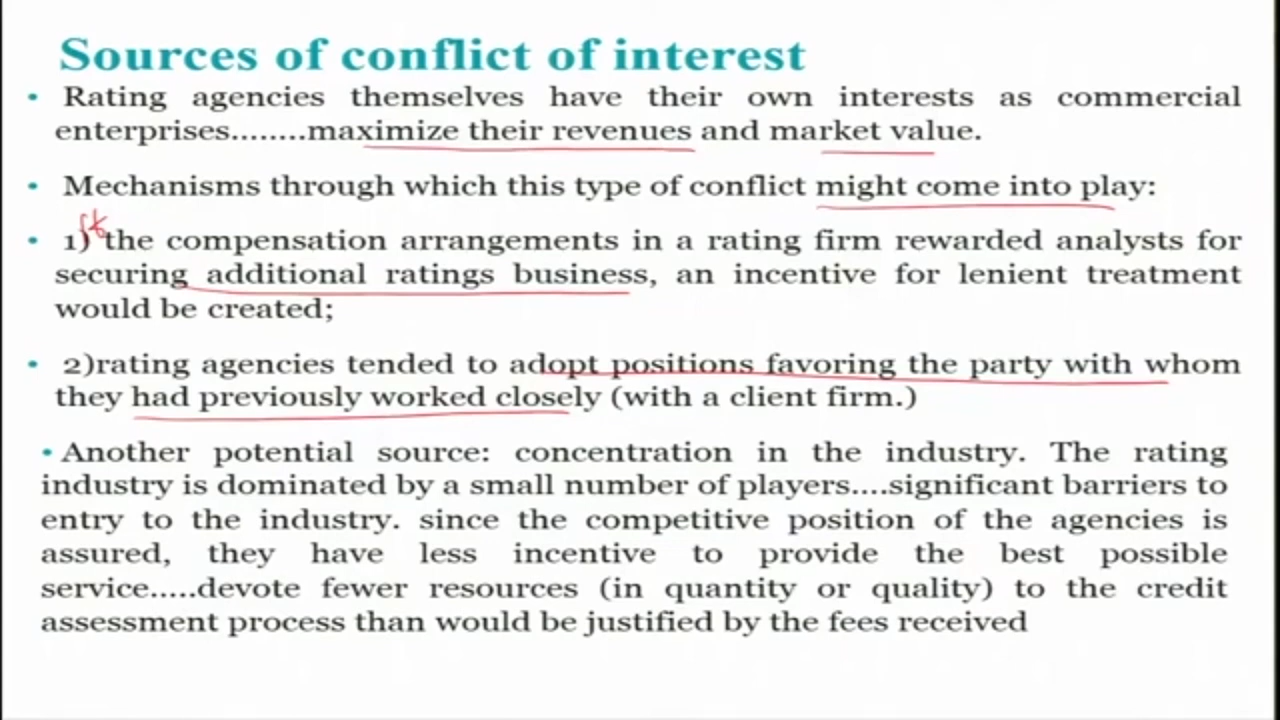 Sources of conflict of interest
• Rating agencies themselves have their own interests as commercial
enterprises........maximize their revenues and market value.
• Mechanisms through which this type of conflict might come into play:
• 1) the compensation arrangements in a rating firm rewarded analysts for
securing additional ratings business, an incentive for lenient treatment
would be created;
• 2)rating agencies tended to adopt positions favoring the party with whom
they had previously worked closely (with a client firm.)
• Another potential source: concentration in the industry. The rating
industry is dominated by a small number of players....significant barriers to
entry to the industry. since the competitive position of the agencies is
assured, they have less incentive to provide the best possible
service.....devote fewer resources (in quantity or quality) to the credit
assessment process than would be justified by the fees received